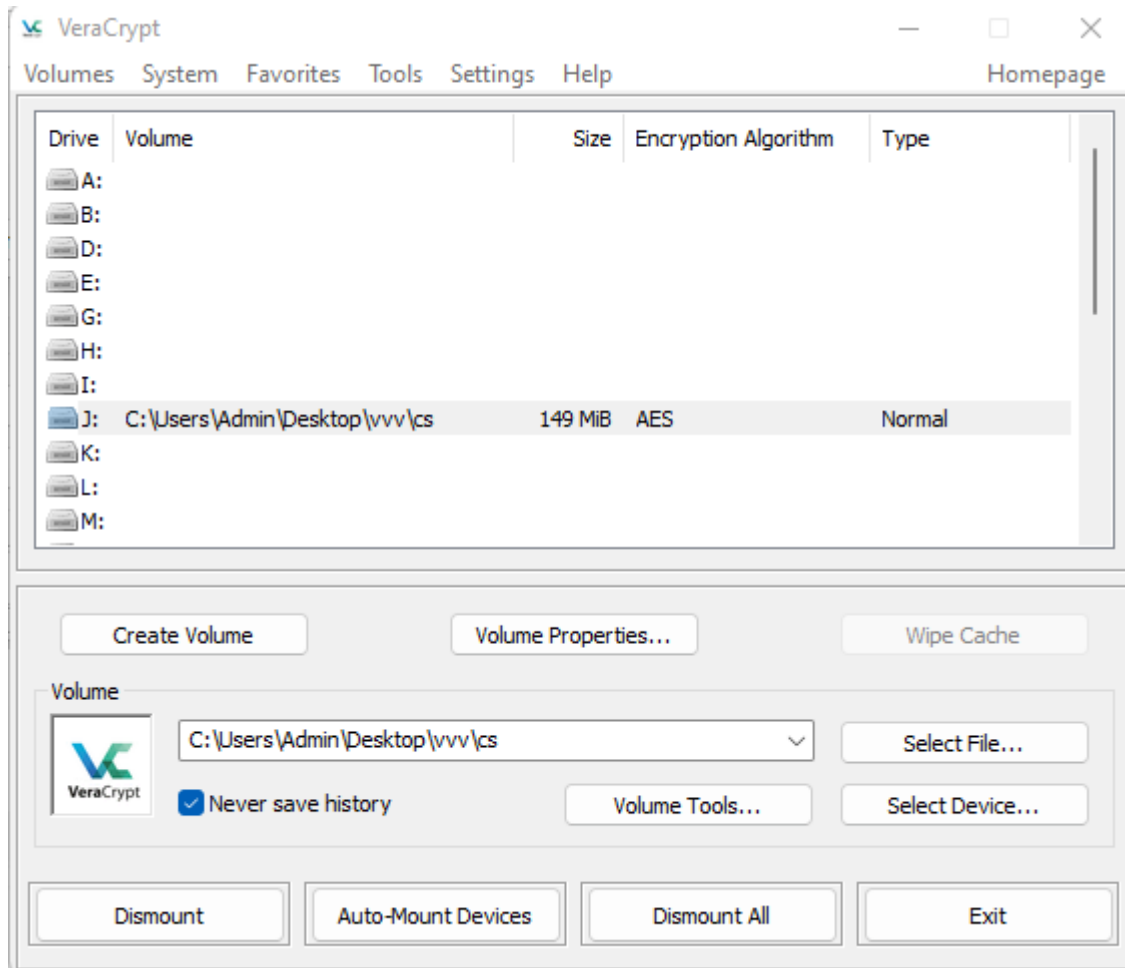 VeraCrypt
Volumes System Favorites Tools Settings Help Homepage
Drive Volume Size Encryption Algorithm Type
A:
B:
D:
E:
G:
H:
I:
J: C:\Users\Admin\Desktop\vvv\cs 149 MiB AES Normal
K:
L:
M:
Create Volume Volume Properties... Wipe Cache
Volume
C:\Users\Admin\Desktop\vvv\cs Select File...
VeraCrypt
Never save history Volume Tools... Select Device...
Dismount Auto-Mount Devices Dismount All Exit